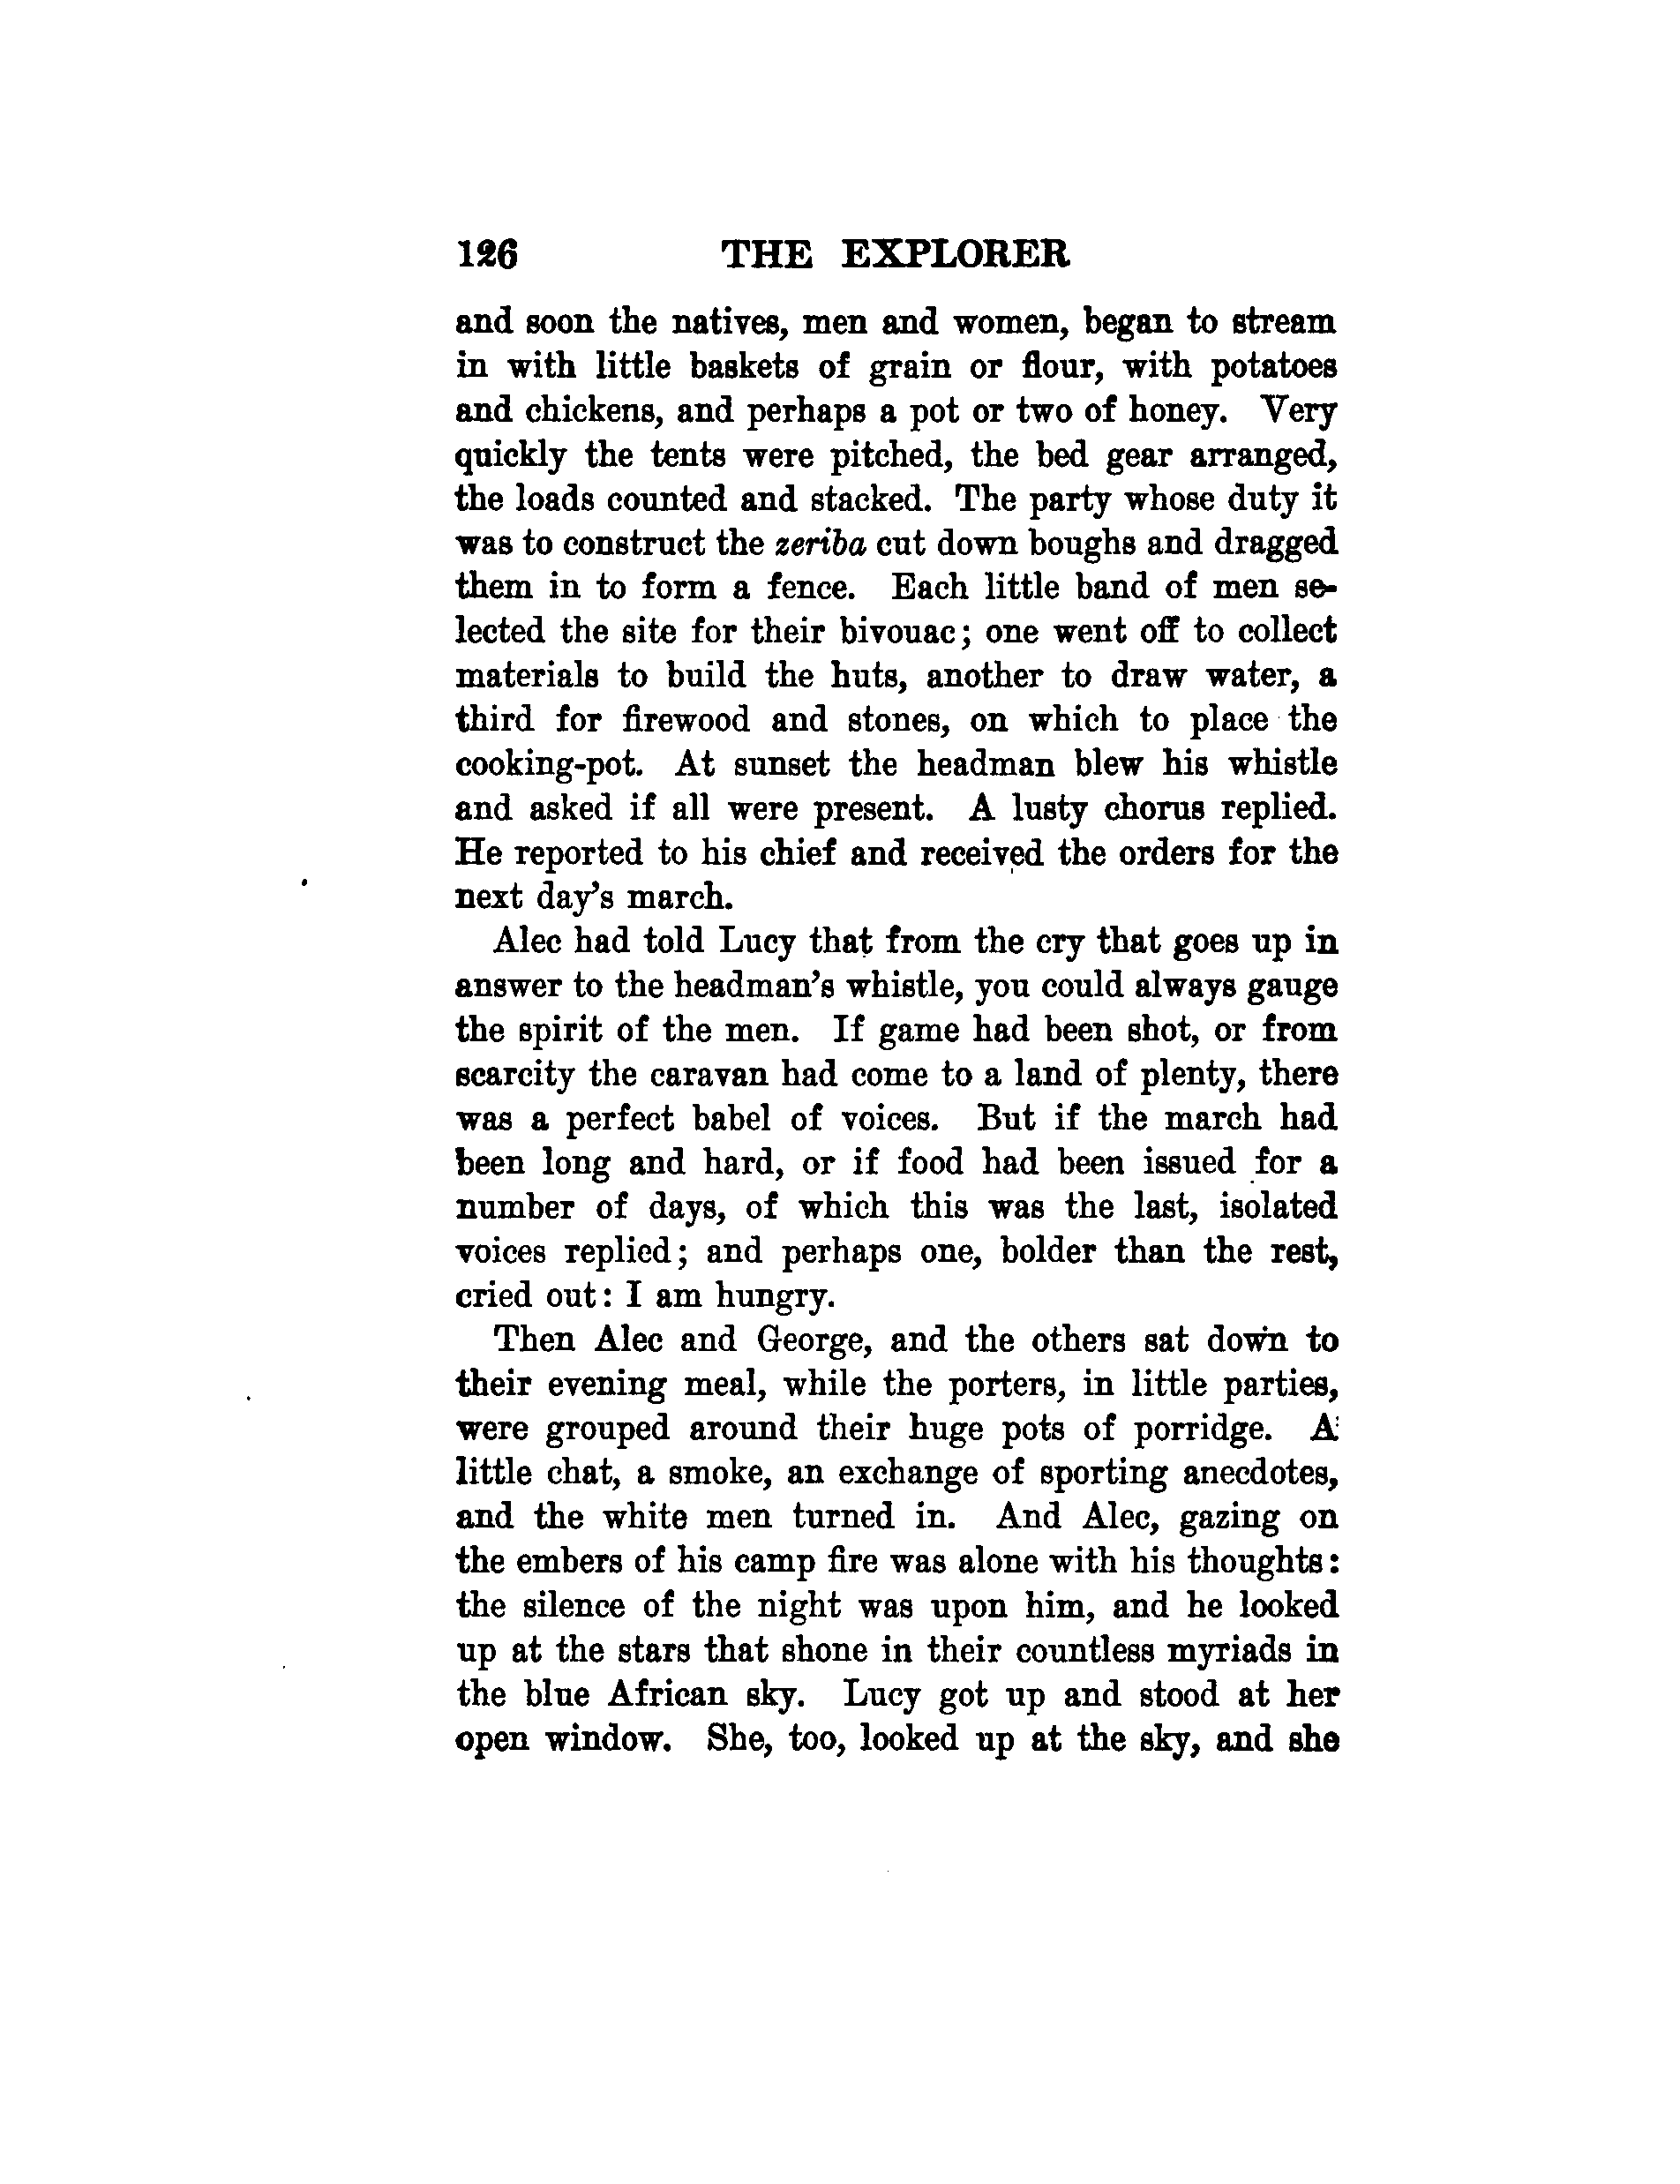 126 THE EXPLORER
and soon the natives, men and women, began to stream
in with little baskets of grain or flour, with potatoes
and chickens, and perhaps a pot or two of honey. Very
quickly the tents were pitched, the bed gear arranged,
the loads counted and stacked. The party whose duty it
was to construct the zeriba cut down boughs and dragged
them in to form a fence. Each little band of men se-
lected the site for their bivouac; one went off to collect
materials to build the huts, another to draw water, a
third for firewood and stones, on which to place the
cooking-pot. At sunset the headman blew his whistle
and asked if all were present. A lusty chorus replied.
He reported to his chief and received the orders for the
next day's march.
Alec had told Lucy that from the cry that goes up in
answer to the headman's whistle, you could always gauge
the spirit of the men. If game had been shot, or from
scarcity the caravan had come to a land of plenty, there
was a perfect babel of voices. But if the march had
been long and hard, or if food had been issued for a
number of days, of which this was the last, isolated
voices replied; and perhaps one, bolder than the rest,
cried out: I am hungry.
Then Alec and George, and the others sat down to
their evening meal, while the porters, in little parties,
were grouped around their huge pots of porridge. A
little chat, a smoke, an exchange of sporting anecdotes,
and the white men turned in. And Alec, gazing on
the embers of his camp fire was alone with his thoughts:
the silence of the night was upon him, and he looked
up at the stars that shone in their countless myriads in
the blue African sky. Lucy got up and stood at her
open window. She, too, looked up at the sky, and she